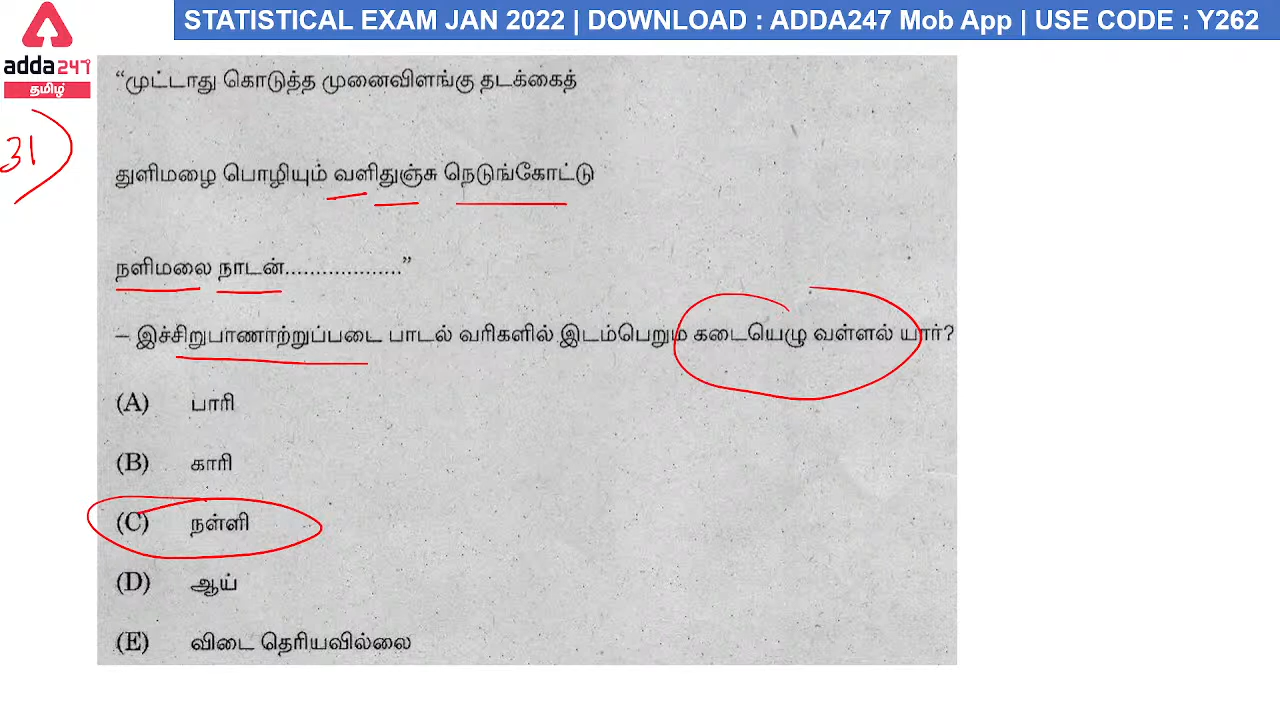 STATISTICAL EXAM JAN 2022 | DOWNLOAD : ADDA247 Mob App | USE CODE : Y262
adda247
தமிழ்
31)
“முட்டாது கொடுத்த முனைவிளங்கு தடக்கைத்
துளிமழை பொழியும் வளிதுஞ்சு நெடுங்கோட்டு
நளிமலை நாடன்...................”
– இச்சிறுபாணாற்றுப்படை பாடல் வரிகளில் இடம்பெறும் கடையெழு வள்ளல் யார்?
(A) பாரி
(B) காரி
(C) நள்ளி
(D) ஆய்
(E) விடை தெரியவில்லை